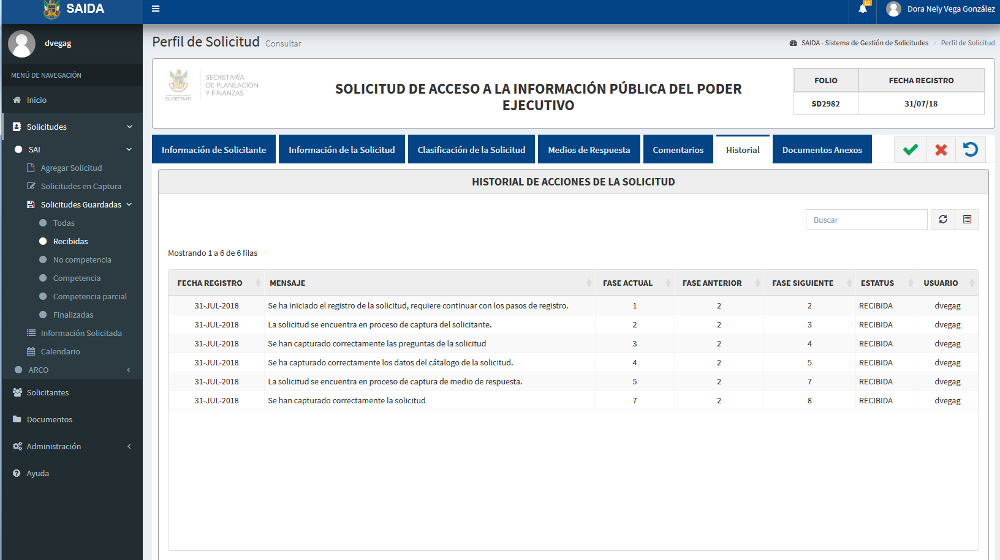 SAIDA
10
Dora Nely Vega González
dvegag
MENÚ DE NAVEGACIÓN
Inicio
Solicitudes
SAI
Agregar Solicitud
Solicitudes en Captura
Solicitudes Guardadas
Todas
Recibidas
No competencia
Competencia
Competencia parcial
Finalizadas
Información Solicitada
Calendario
ARCO
Solicitantes
Documentos
Administración
Ayuda
Perfil de Solicitud Consultar
SAIDA - Sistema de Gestión de Solicitudes > Perfil de Solicitud
QUERÉTARO
SECRETARÍA
DE PLANEACIÓN
Y FINANZAS
SOLICITUD DE ACCESO A LA INFORMACIÓN PÚBLICA DEL PODER
EJECUTIVO
FOLIO FECHA REGISTRO
SD2982 31/07/18
Información de Solicitante Información de la Solicitud Clasificación de la Solicitud Medios de Respuesta Comentarios Historial Documentos Anexos
HISTORIAL DE ACCIONES DE LA SOLICITUD
Buscar
Mostrando 1 a 6 de 6 filas
FECHA REGISTRO MENSAJE FASE ACTUAL FASE ANTERIOR FASE SIGUIENTE ESTATUS USUARIO
31-JUL-2018 Se ha iniciado el registro de la solicitud, requiere continuar con los pasos de registro. 1 2 2 RECIBIDA dvegag
31-JUL-2018 La solicitud se encuentra en proceso de captura del solicitante. 2 2 3 RECIBIDA dvegag
31-JUL-2018 Se han capturado correctamente las preguntas de la solicitud 3 2 4 RECIBIDA dvegag
31-JUL-2018 Se ha capturado correctamente los datos del cátalogo de la solicitud. 4 2 5 RECIBIDA dvegag
31-JUL-2018 La solicitud se encuentra en proceso de captura de medio de respuesta. 5 2 7 RECIBIDA dvegag
31-JUL-2018 Se han capturado correctamente la solicitud 7 2 8 RECIBIDA dvegag